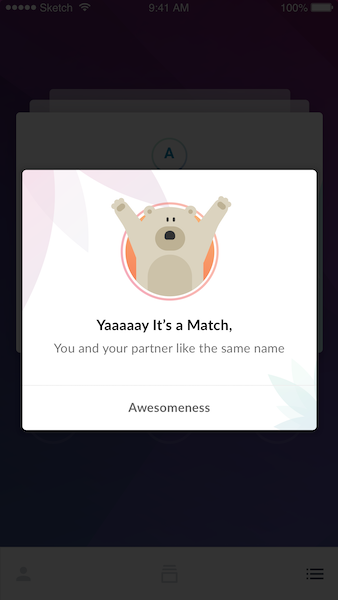 Sketch 9:41 AM 100%
A
Yaaaaay It's a Match,
You and your partner like the same name
Awesomeness